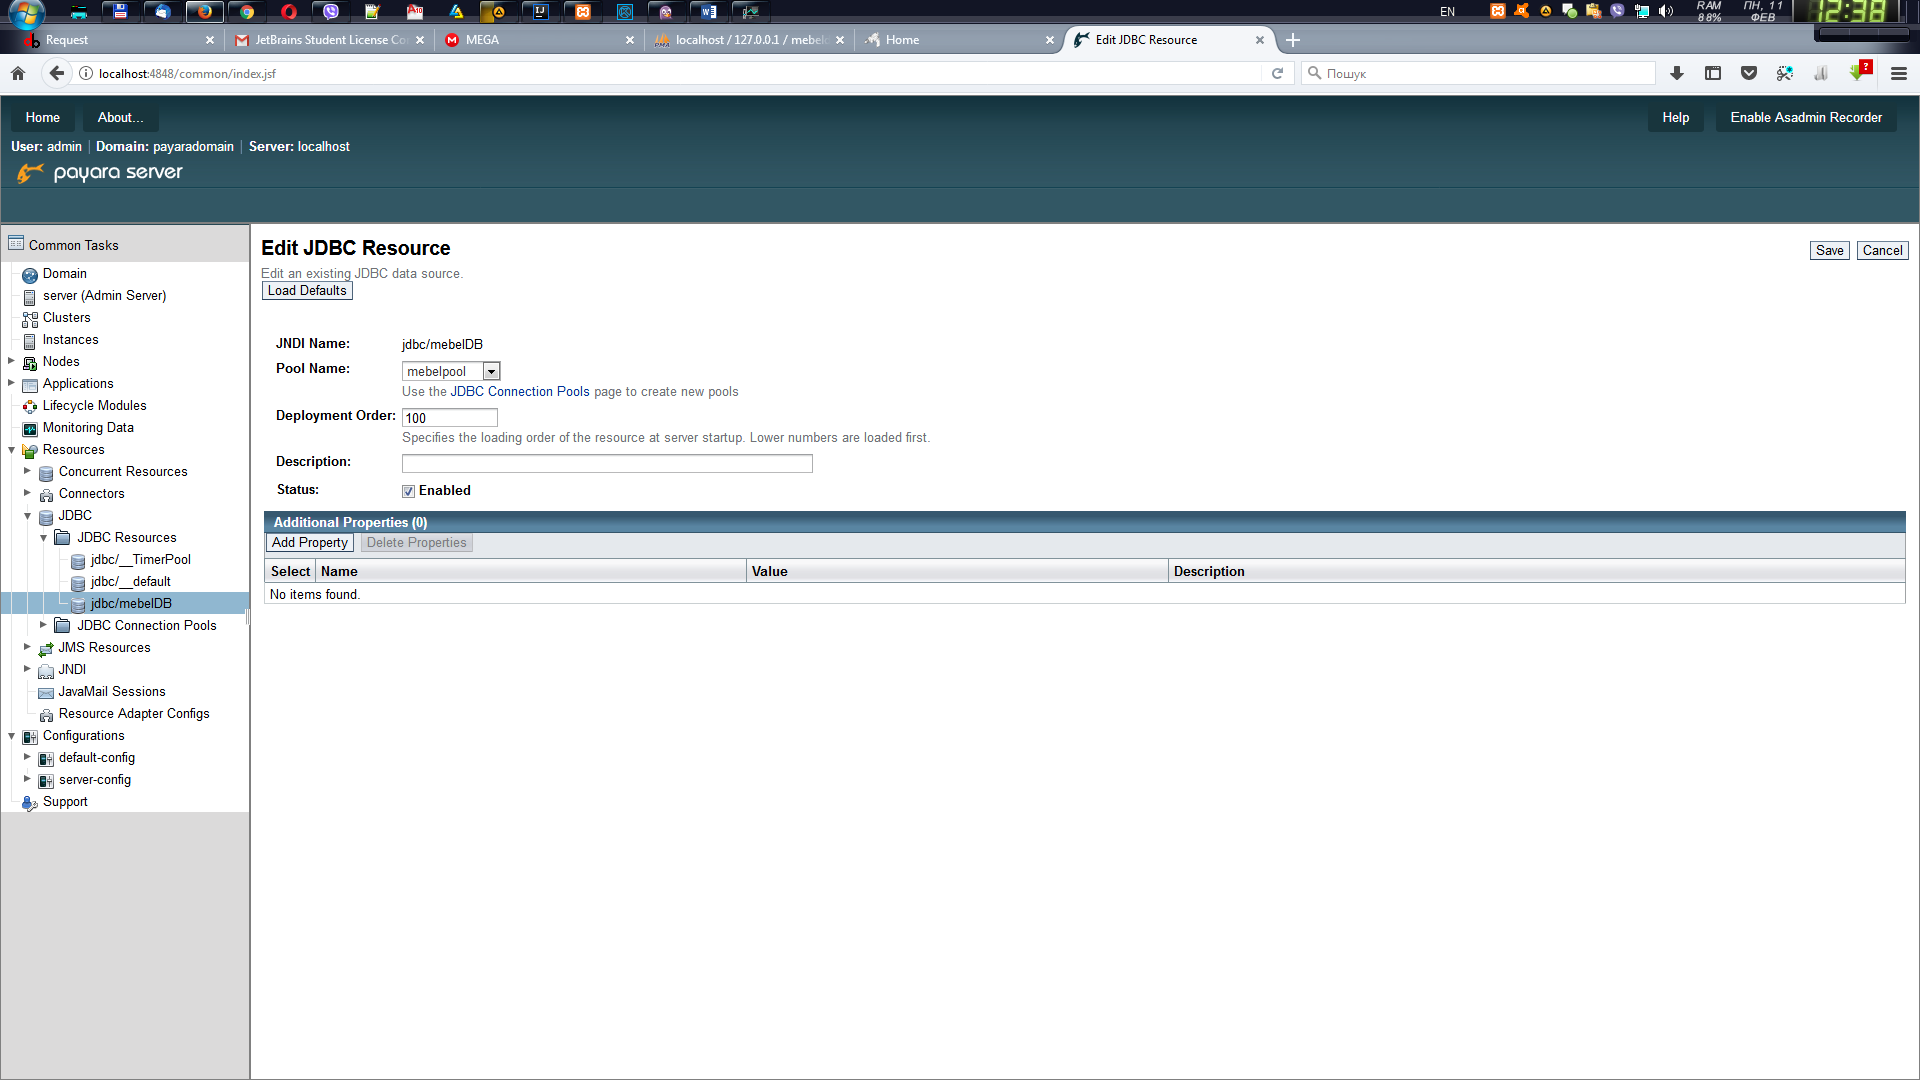 EN
RAM
88%
ПН, 11
ФЕВ
12:38
Request
JetBrains Student License Co
MEGA
localhost / 127.0.0.1 / mebel
Home
Edit JDBC Resource
localhost:4848/common/index.jsf
Пошук
Home
About...
Help
Enable Asadmin Recorder
User: admin
Domain: payaradomain
Server: localhost
payara server
Common Tasks
Domain
server (Admin Server)
Clusters
Instances
Nodes
Applications
Lifecycle Modules
Monitoring Data
Resources
Concurrent Resources
Connectors
JDBC
JDBC Resources
jdbc/__TimerPool
jdbc/__default
jdbc/mebelDB
JDBC Connection Pools
JMS Resources
JNDI
JavaMail Sessions
Resource Adapter Configs
Configurations
default-config
server-config
Support
Edit JDBC Resource
Save
Cancel
Edit an existing JDBC data source.
Load Defaults
JNDI Name: jdbc/mebelDB
Pool Name: mebelpool
Use the JDBC Connection Pools page to create new pools
Deployment Order: 100
Specifies the loading order of the resource at server startup. Lower numbers are loaded first.
Description:
Status: Enabled
Additional Properties (0)
Add Property
Delete Properties
Select Name Value Description
No items found.